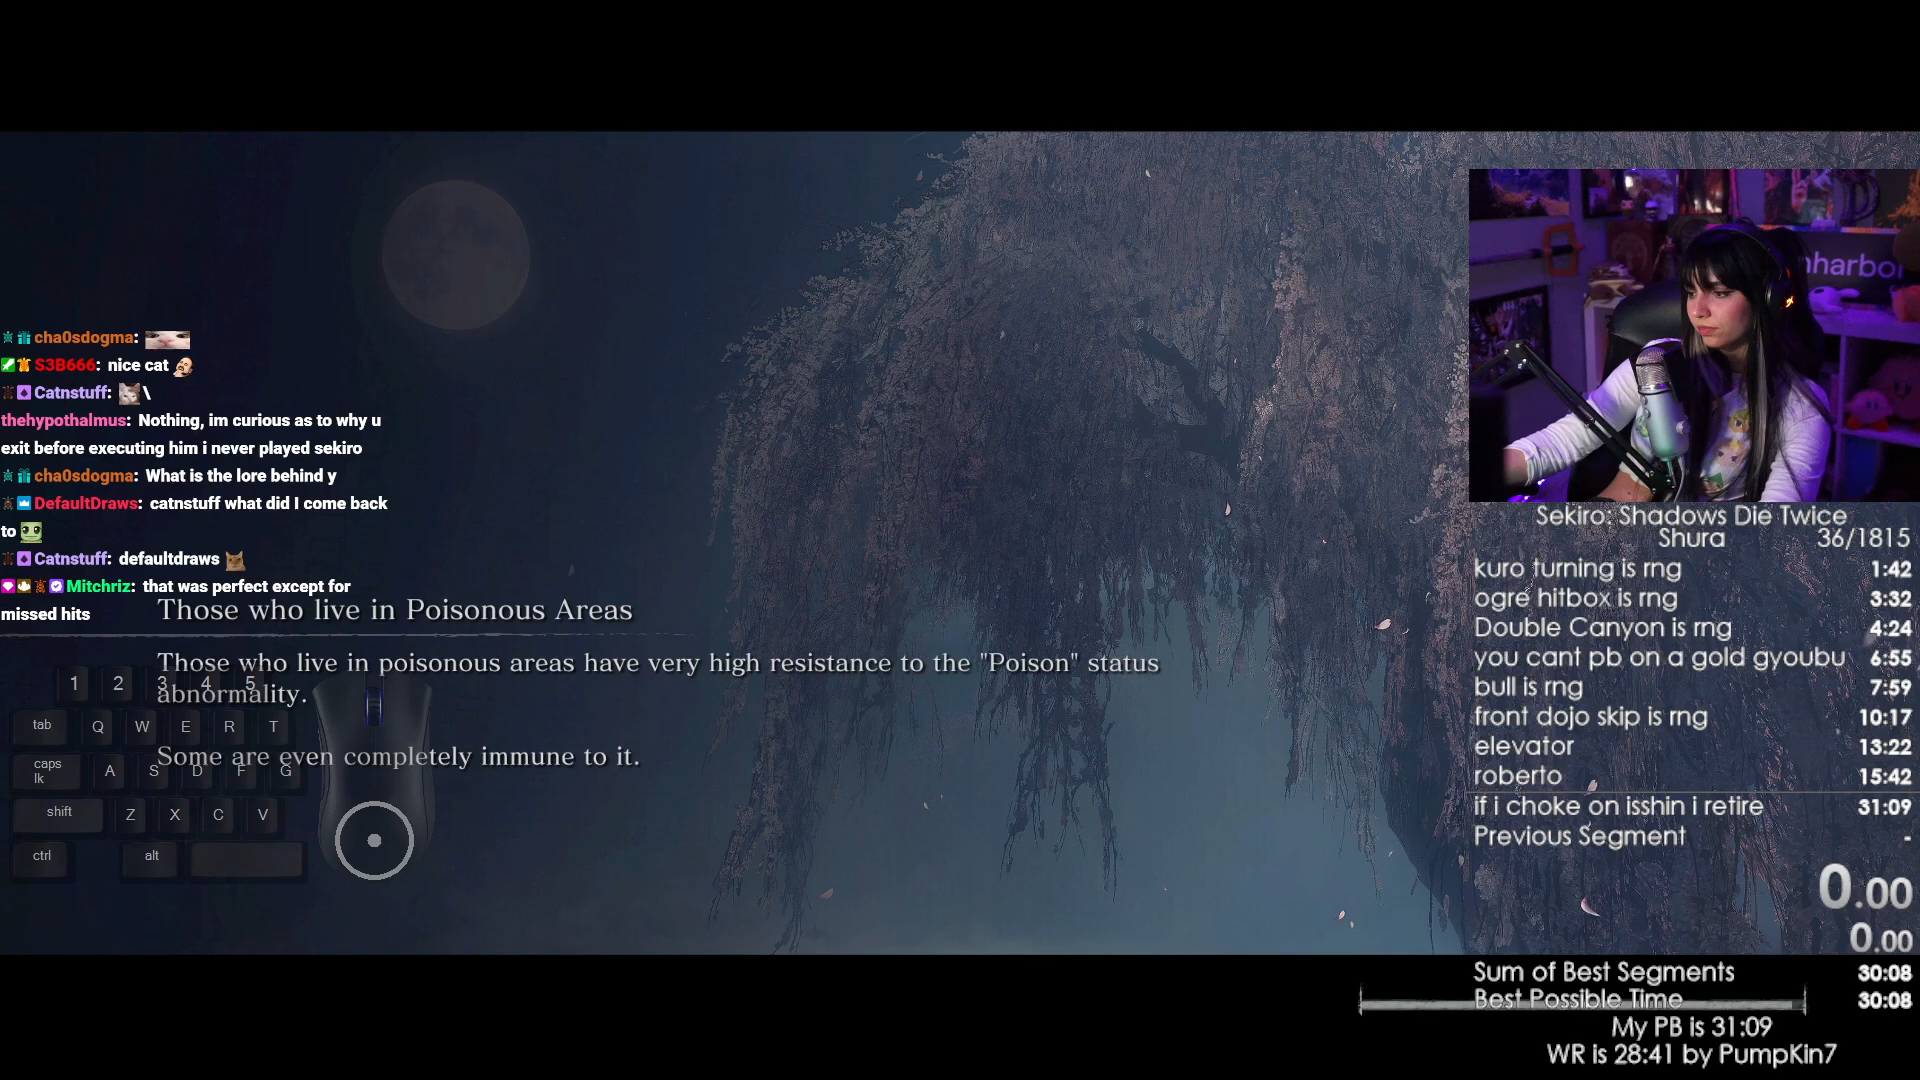 cha0sdogma:
S3B666: nice cat
Catnstuff: \
thehypothalmus: Nothing, im curious as to why u
exit before executing him i never played sekiro
cha0sdogma: What is the lore behind y
DefaultDraws: catnstuff what did I come back
to
Catnstuff: defaultdraws
Mitchriz: that was perfect except for
missed hits
Those who live in Poisonous Areas
Those who live in poisonous areas have very high resistance to the "Poison" status
abnormality.
Some are even completely immune to it.
1 2 3 4 5
tab Q W E R T
caps
lk A S D F G
shift Z X C V
ctrl alt
nharbor
Sekiro: Shadows Die Twice
Shura 36/1815
kuro turning is rng 1:42
ogre hitbox is rng 3:32
Double Canyon is rng 4:24
you cant pb on a gold gyoubu 6:55
bull is rng 7:59
front dojo skip is rng 10:17
elevator 13:22
roberto 15:42
if i choke on isshin i retire 31:09
Previous Segment -
0.00
0.00
Sum of Best Segments 30:08
Best Possible Time 30:08
My PB is 31:09
WR is 28:41 by PumpKin7